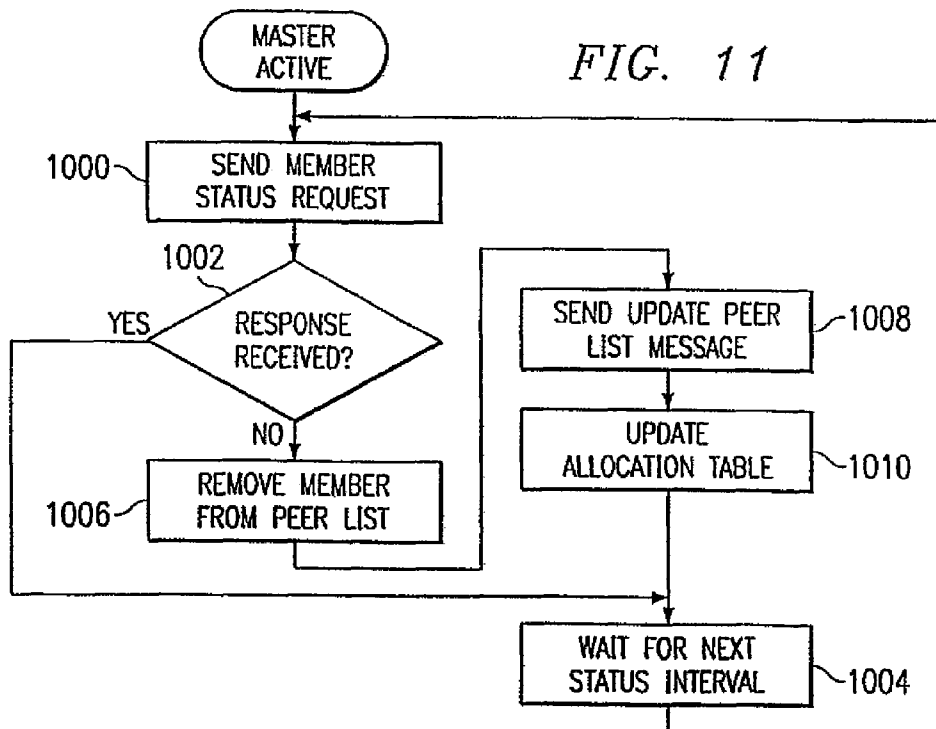 MASTER
ACTIVE
FIG. 11
1000
SEND MEMBER
STATUS REQUEST
1002
YES
RESPONSE
RECEIVED?
NO
1006
REMOVE MEMBER
FROM PEER LIST
SEND UPDATE PEER
LIST MESSAGE
1008
UPDATE
ALLOCATION TABLE
1010
WAIT FOR NEXT
STATUS INTERVAL
1004